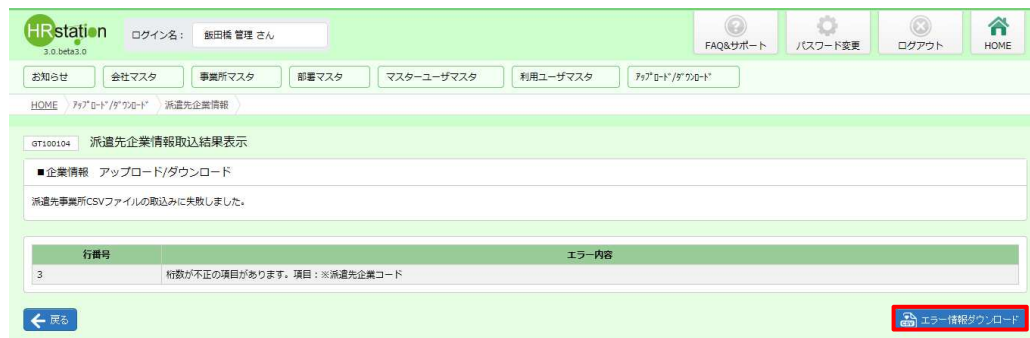 HRstation
3.0.beta3.0
ログイン名： 飯田橋 管理 さん
FAQ&サポート パスワード変更 ログアウト HOME
お知らせ 会社マスタ 事業所マスタ 部署マスタ マスターユーザマスタ 利用ユーザマスタ ｱｯﾌﾟﾛｰﾄﾞ/ﾀﾞｳﾝﾛｰﾄﾞ
HOME ｱｯﾌﾟﾛｰﾄﾞ/ﾀﾞｳﾝﾛｰﾄﾞ 派遣先企業情報
GT100104 派遣先企業情報取込結果表示
■企業情報 アップロード/ダウンロード
派遣先事業所CSVファイルの取込みに失敗しました。
行番号 エラー内容
3 桁数が不正の項目があります。項目：※派遣先企業コード
戻る CSV エラー情報ダウンロード